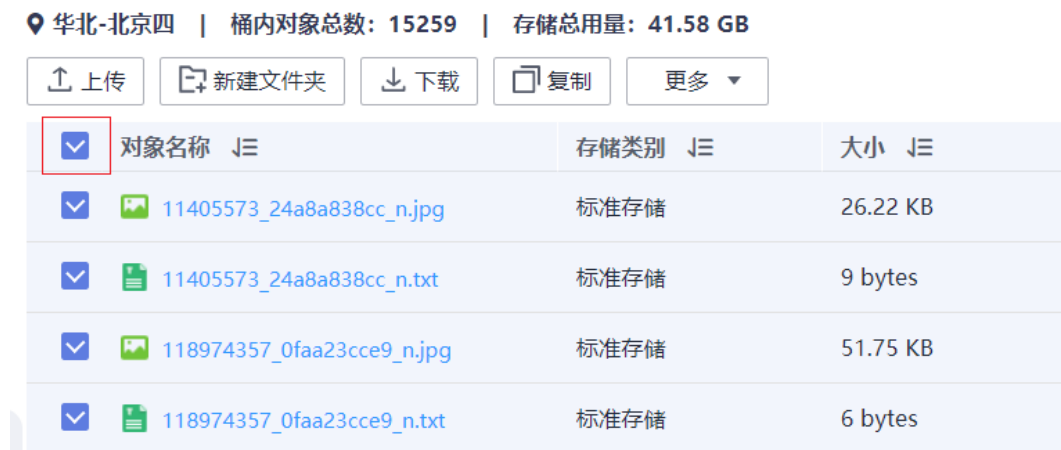 华北-北京四 | 桶内对象总数：15259 | 存储总用量：41.58 GB
上传 新建文件夹 下载 复制 更多
对象名称 存储类别 大小
11405573_24a8a838cc_n.jpg 标准存储 26.22 KB
11405573_24a8a838cc_n.txt 标准存储 9 bytes
118974357_0faa23cce9_n.jpg 标准存储 51.75 KB
118974357_0faa23cce9_n.txt 标准存储 6 bytes